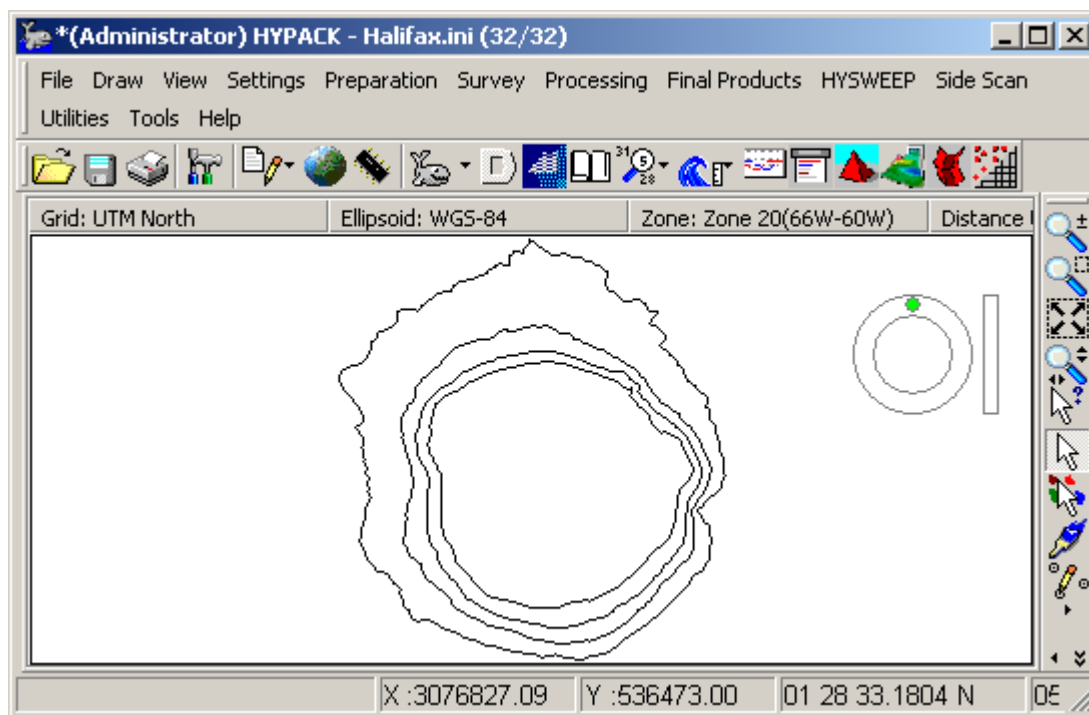 *(Administrator) HYPACK - Halifax.ini (32/32)
File Draw View Settings Preparation Survey Processing Final Products HYSWEEP Side Scan
Utilities Tools Help
Grid: UTM North Ellipsoid: WGS-84 Zone: Zone 20(66W-60W) Distance
X :3076827.09 Y :536473.00 01 28 33.1804 N